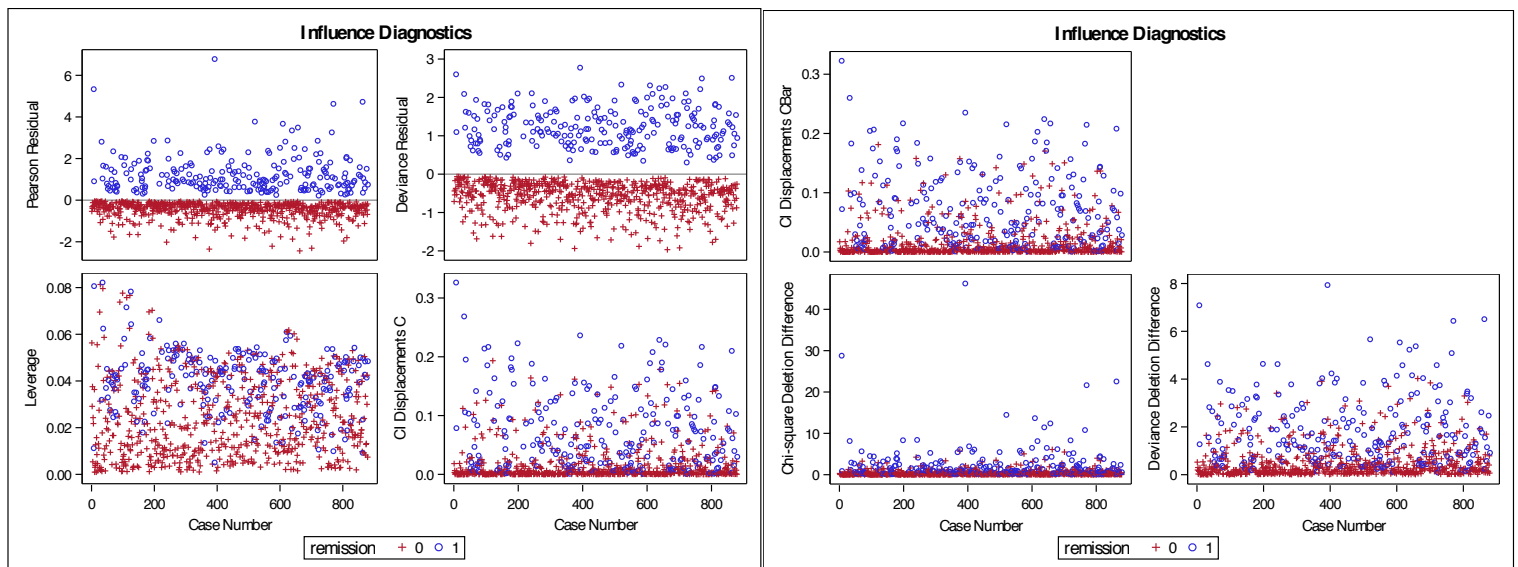 Influence Diagnostics
Pearson Residual
6
4
2
0
-2
Deviance Residual
3
2
1
0
-1
-2
Leverage
0.08
0.06
0.04
0.02
0.00
0 200 400 600 800
Case Number
CI Displacements C
0.3
0.2
0.1
0.0
0 200 400 600 800
Case Number
remission + 0 o 1
Influence Diagnostics
CI Displacements CBar
0.3
0.2
0.1
0.0
Chi-square Deletion Difference
40
30
20
10
0
0 200 400 600 800
Case Number
Deviance Deletion Difference
8
6
4
2
0
0 200 400 600 800
Case Number
remission + 0 o 1